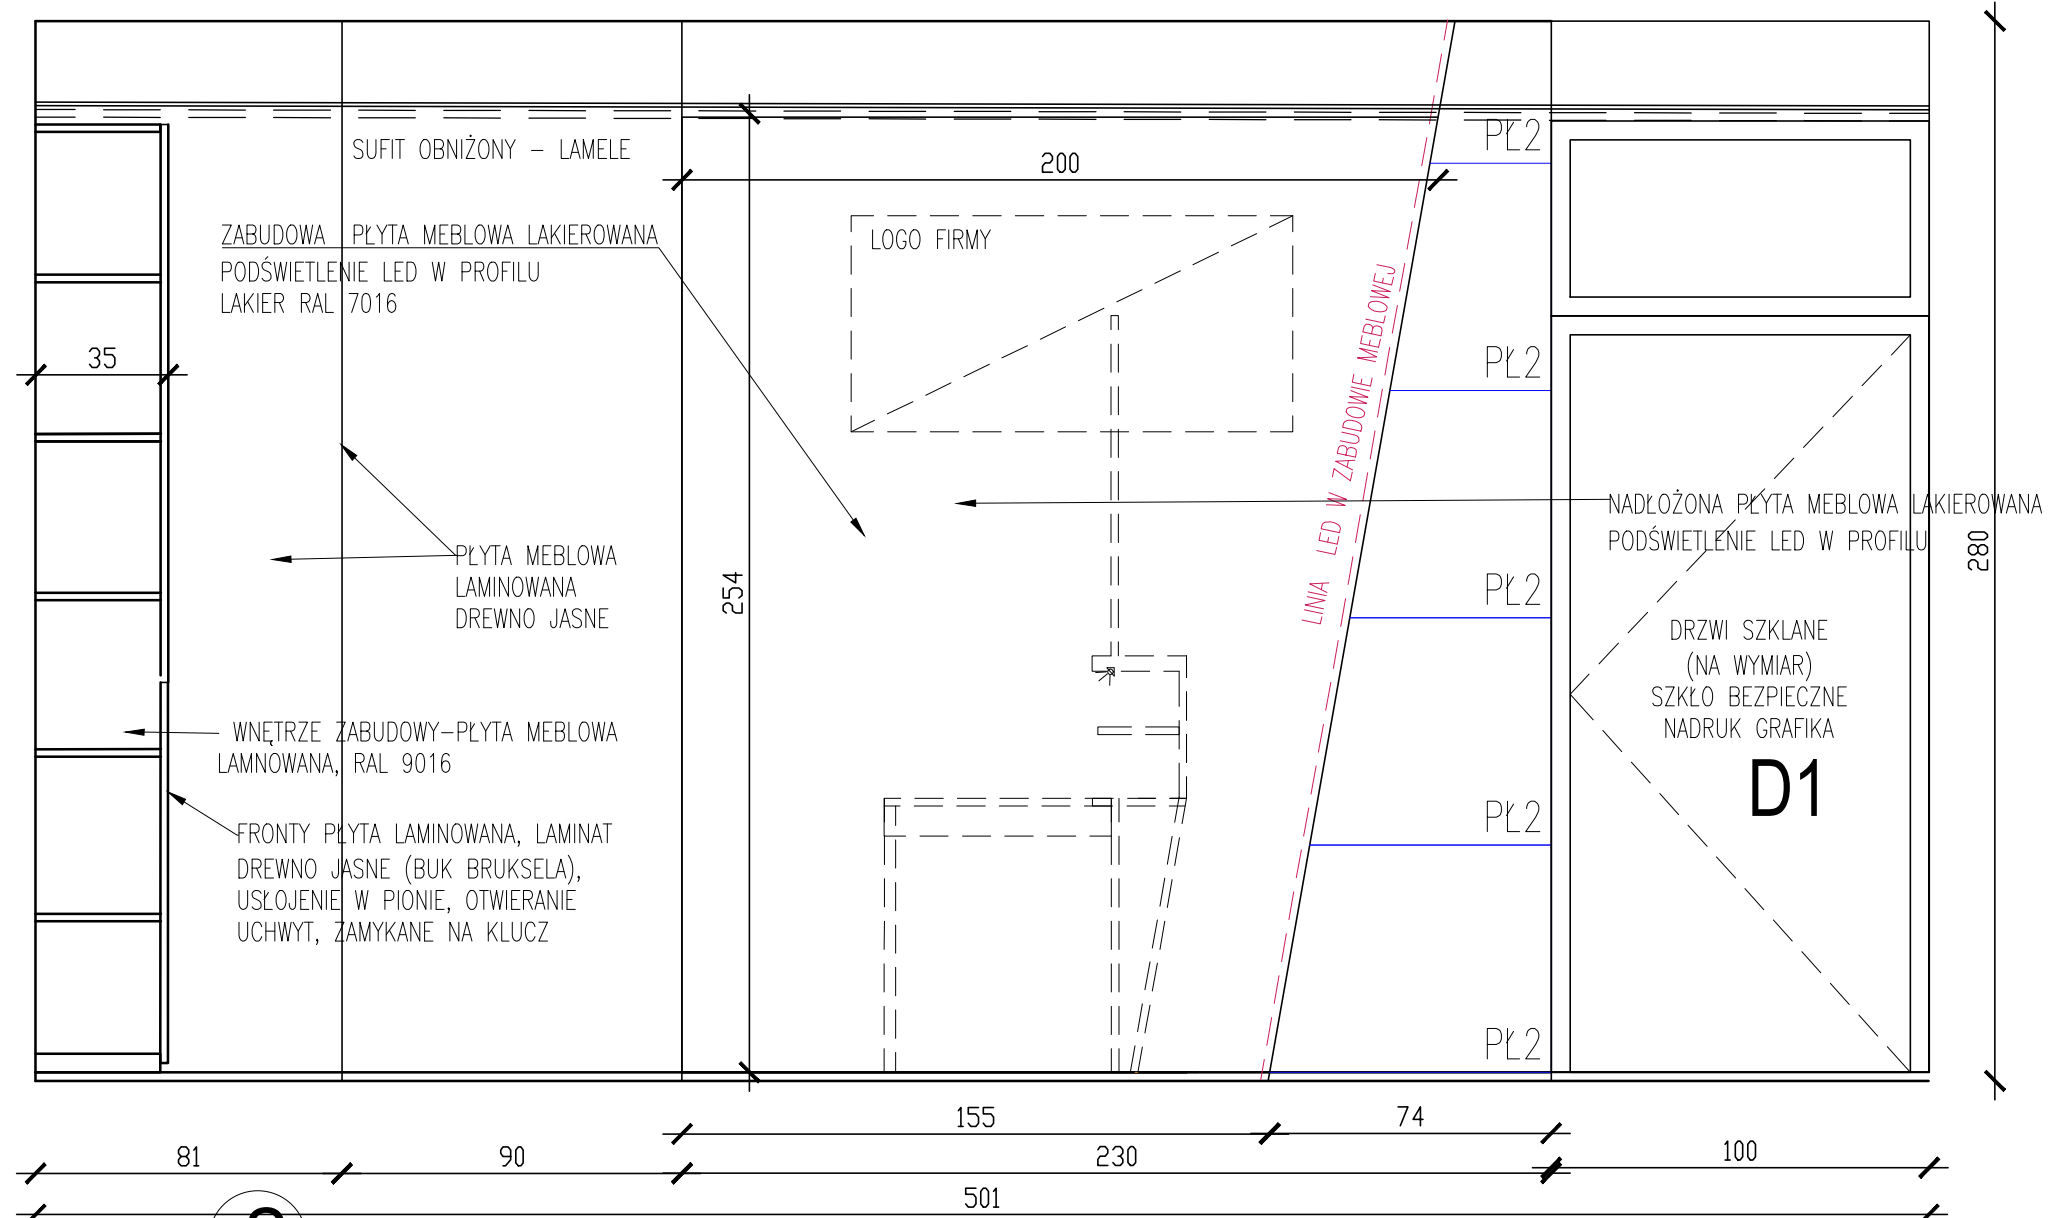 PŁ2
SUFIT OBNIŻONY – LAMELE
200
ZABUDOWA PŁYTA MEBLOWA LAKIEROWANA
PODŚWIETLENIE LED W PROFILU
LAKIER RAL 7016
LOGO FIRMY
35
PŁ2
LINIA LED W ZABUDOWIE MEBLOWEJ
NADŁOŻONA PŁYTA MEBLOWA LAKIEROWANA
PODŚWIETLENIE LED W PROFILU
280
PŁYTA MEBLOWA
LAMINOWANA
DREWNO JASNE
254
PŁ2
DRZWI SZKLANE
(NA WYMIAR)
SZKŁO BEZPIECZNE
NADRUK GRAFIKA
D1
WNĘTRZE ZABUDOWY-PŁYTA MEBLOWA
LAMNOWANA, RAL 9016
PŁ2
FRONTY PŁYTA LAMINOWANA, LAMINAT
DREWNO JASNE (BUK BRUKSELA),
USŁOJENIE W PIONIE, OTWIERANIE
UCHWYT, ZAMYKANE NA KLUCZ
PŁ2
155
74
81
90
230
100
501